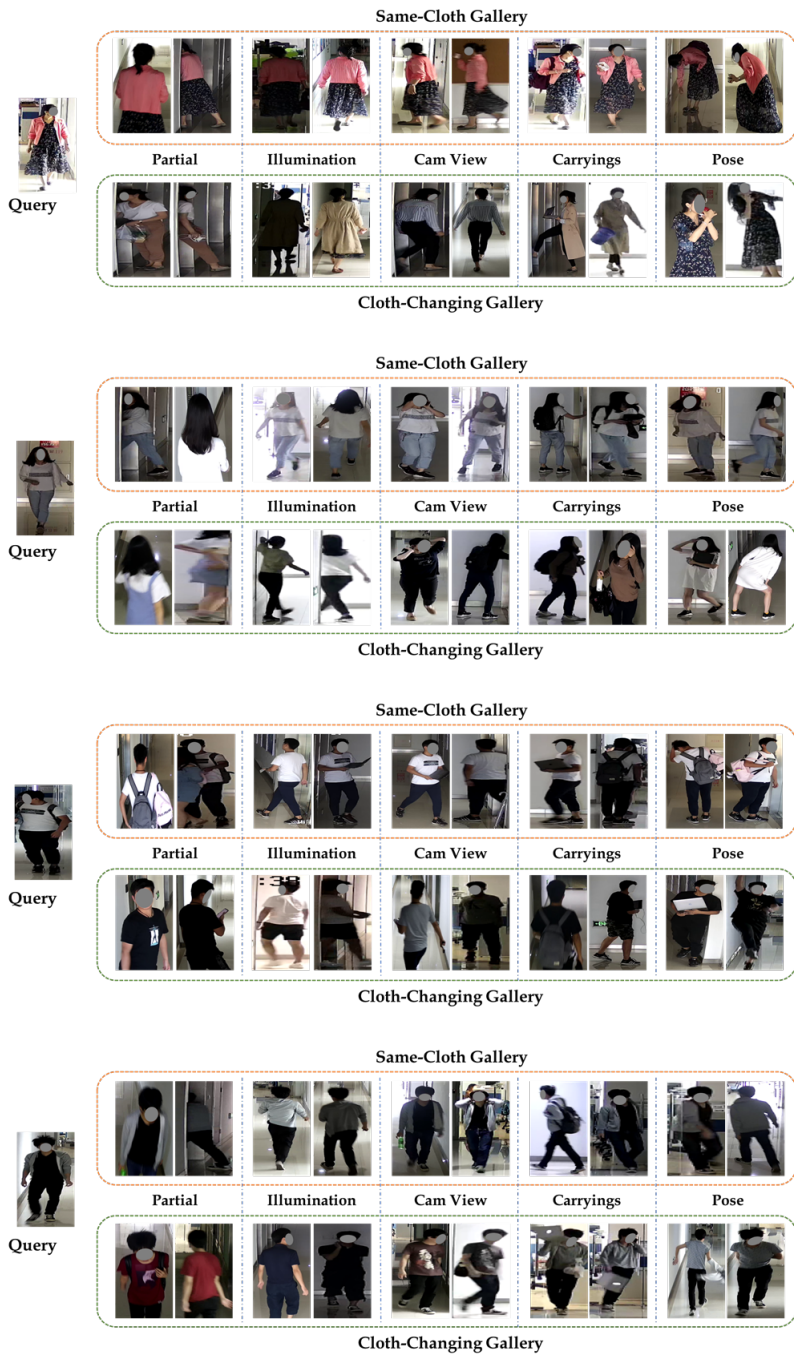 Same-Cloth Gallery
Query
Partial Illumination Cam View Carryings Pose
Cloth-Changing Gallery
Same-Cloth Gallery
Query
Partial Illumination Cam View Carryings Pose
Cloth-Changing Gallery
Same-Cloth Gallery
Query
Partial Illumination Cam View Carryings Pose
Cloth-Changing Gallery
Same-Cloth Gallery
Query
Partial Illumination Cam View Carryings Pose
Cloth-Changing Gallery